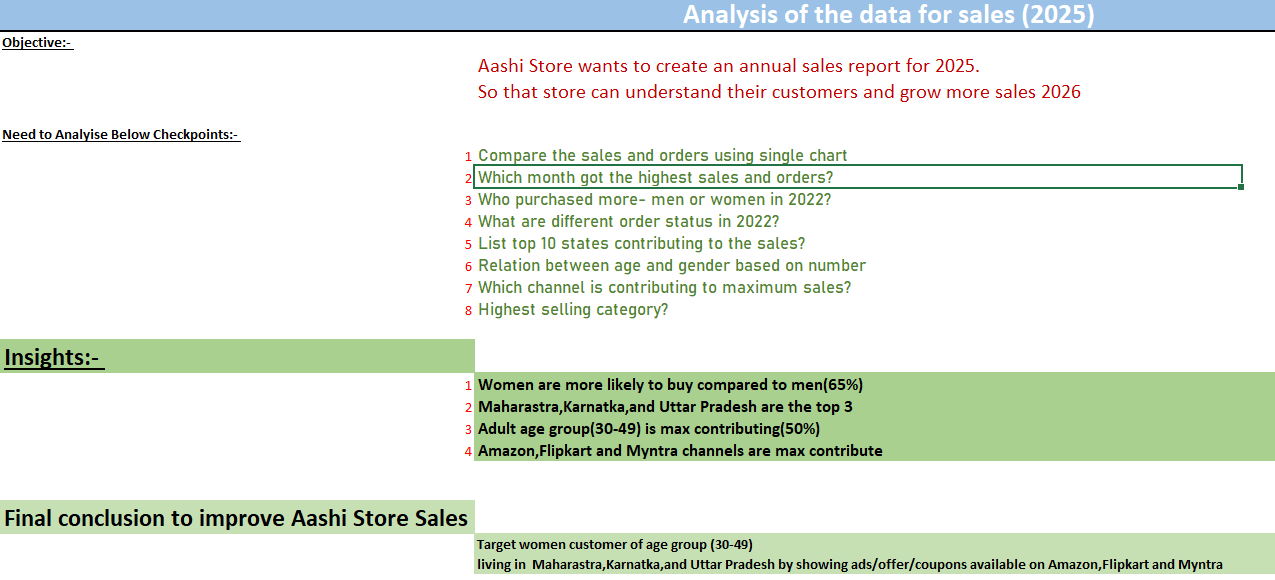 Analysis of the data for sales (2025)
Objective:-
Aashi Store wants to create an annual sales report for 2025.
So that store can understand their customers and grow more sales 2026
Need to Analyise Below Checkpoints:-
1 Compare the sales and orders using single chart
2 Which month got the highest sales and orders?
3 Who purchased more- men or women in 2022?
4 What are different order status in 2022?
5 List top 10 states contributing to the sales?
6 Relation between age and gender based on number
7 Which channel is contributing to maximum sales?
8 Highest selling category?
Insights:-
1 Women are more likely to buy compared to men(65%)
2 Maharastra,Karnatka,and Uttar Pradesh are the top 3
3 Adult age group(30-49) is max contributing(50%)
4 Amazon,Flipkart and Myntra channels are max contribute
Final conclusion to improve Aashi Store Sales
Target women customer of age group (30-49)
living in Maharastra,Karnatka,and Uttar Pradesh by showing ads/offer/coupons available on Amazon,Flipkart and Myntra